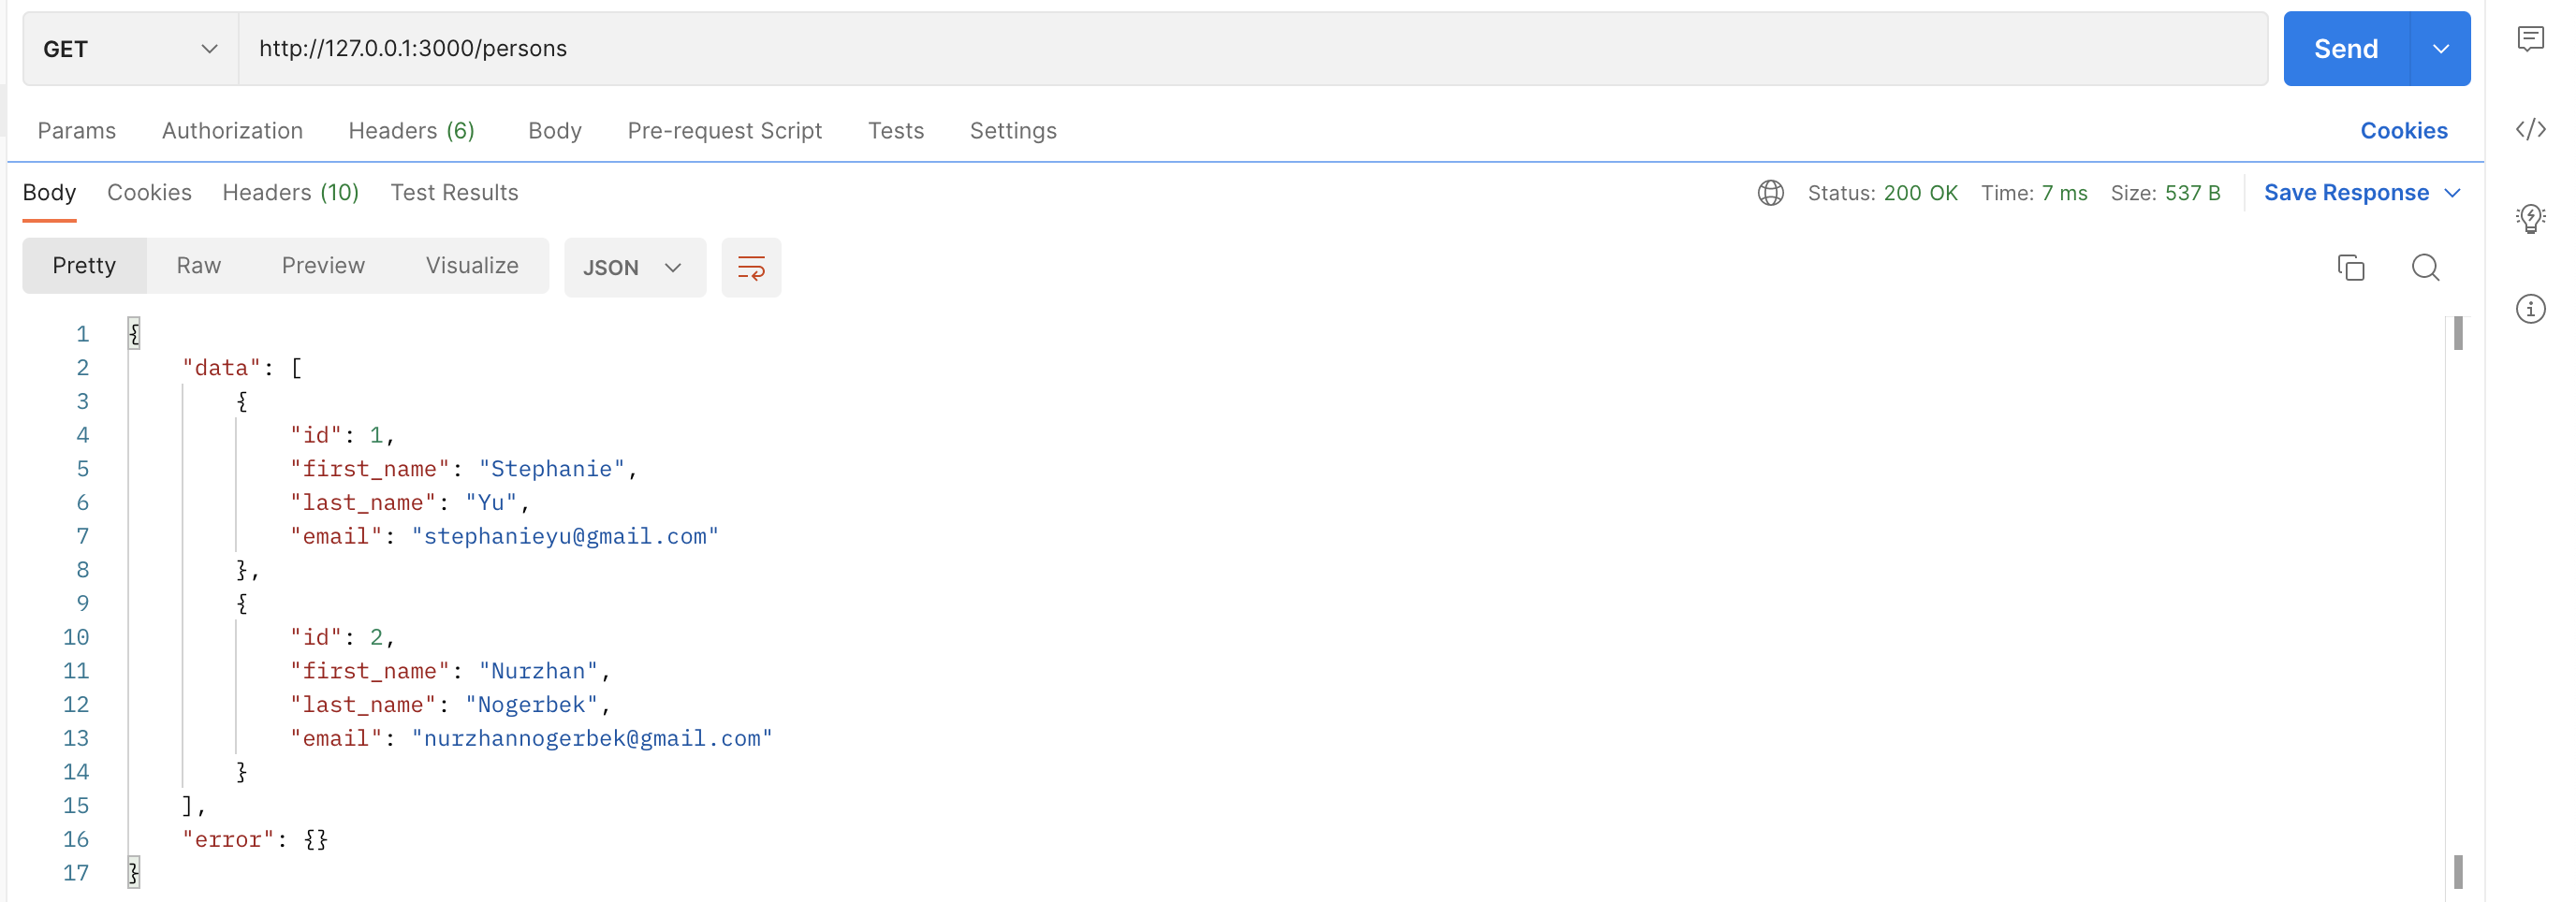 GET http://127.0.0.1:3000/persons Send
Params Authorization Headers (6) Body Pre-request Script Tests Settings Cookies
Body Cookies Headers (10) Test Results Status: 200 OK Time: 7 ms Size: 537 B Save Response
Pretty Raw Preview Visualize JSON
1 {
2 "data": [
3 {
4 "id": 1,
5 "first_name": "Stephanie",
6 "last_name": "Yu",
7 "email": "stephanieyu@gmail.com"
8 },
9 {
10 "id": 2,
11 "first_name": "Nurzhan",
12 "last_name": "Nogerbek",
13 "email": "nurzhannogerbek@gmail.com"
14 }
15 ],
16 "error": {}
17 }